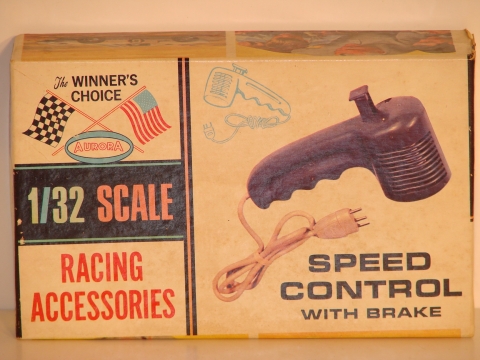 The WINNER'S
CHOICE
AURORA
1/32 SCALE
RACING
ACCESSORIES
SPEED
CONTROL
WITH BRAKE